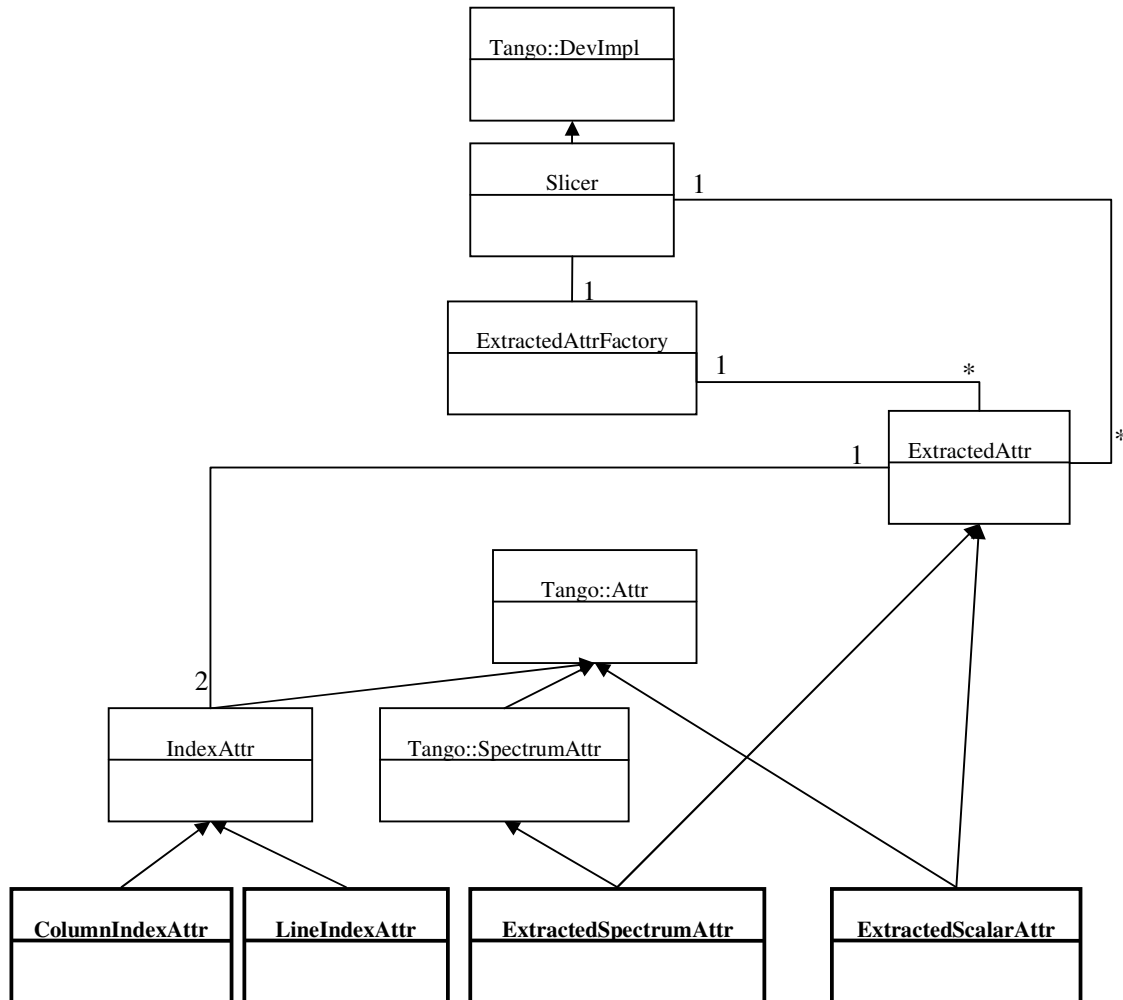 Tango::DevImpl
Slicer
1
1
ExtractedAttrFactory
1
*
*
ExtractedAttr
1
Tango::Attr
2
IndexAttr
Tango::SpectrumAttr
ColumnIndexAttr
LineIndexAttr
ExtractedSpectrumAttr
ExtractedScalarAttr